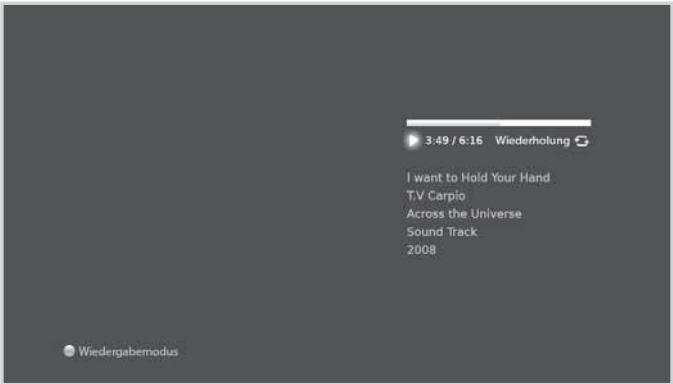 3:49 / 6:16 Wiederholung
I want to Hold Your Hand
T.V Carpio
Across the Universe
Sound Track
2008
Wiedergabemodus